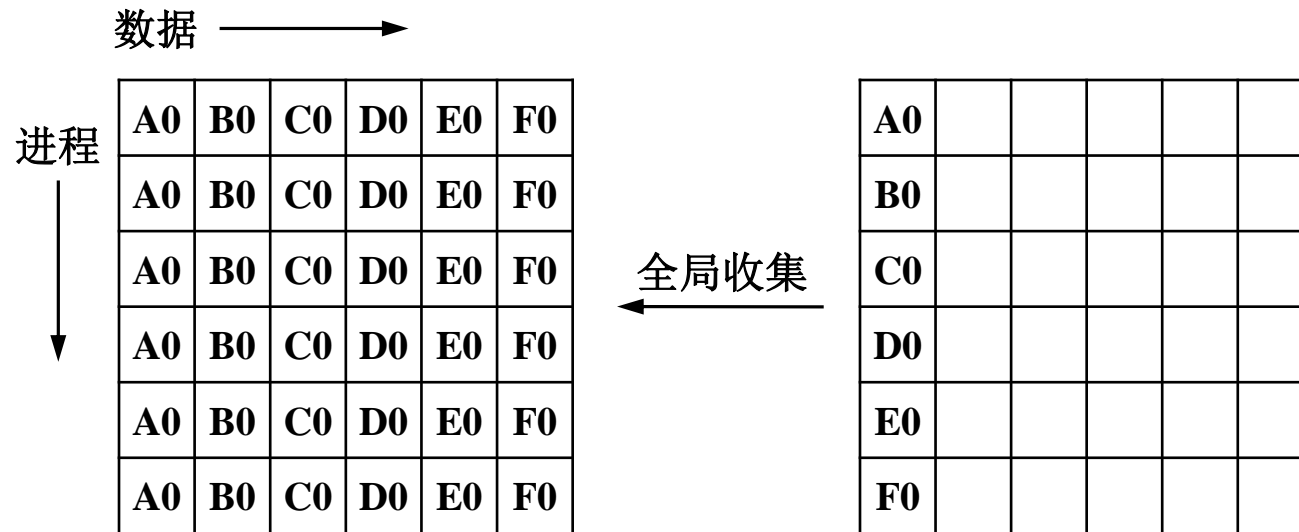 数据
进程
A0 B0 C0 D0 E0 F0 A0
A0 B0 C0 D0 E0 F0 B0
A0 B0 C0 D0 E0 F0 C0
全局收集
A0 B0 C0 D0 E0 F0 D0
A0 B0 C0 D0 E0 F0 E0
A0 B0 C0 D0 E0 F0 F0